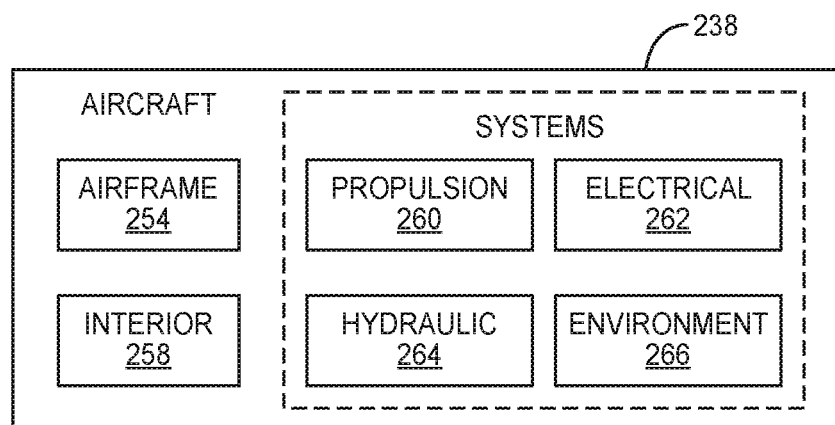 238
AIRCRAFT
SYSTEMS
AIRFRAME
254
PROPULSION
260
ELECTRICAL
262
INTERIOR
258
HYDRAULIC
264
ENVIRONMENT
266